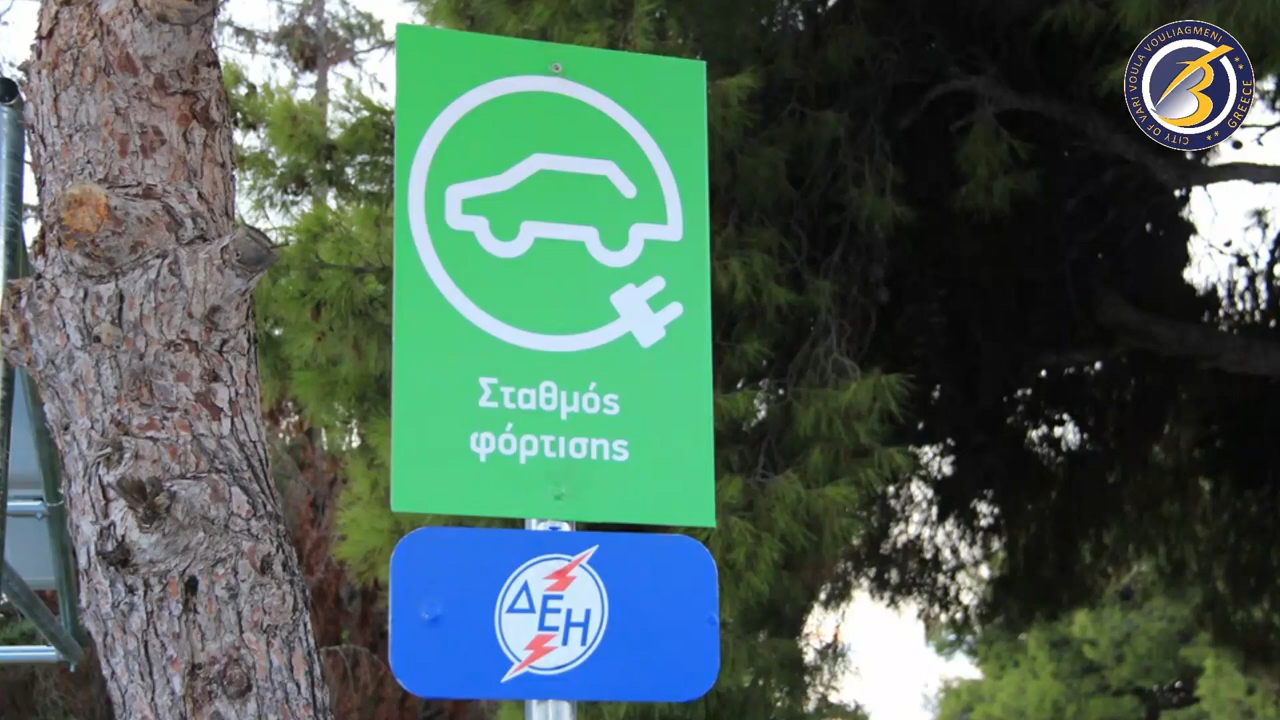 Σταθμός
φόρτισης
ΔΕΗ
CITY OF VARI VOULA VOULIAGMENI ** GREECE **